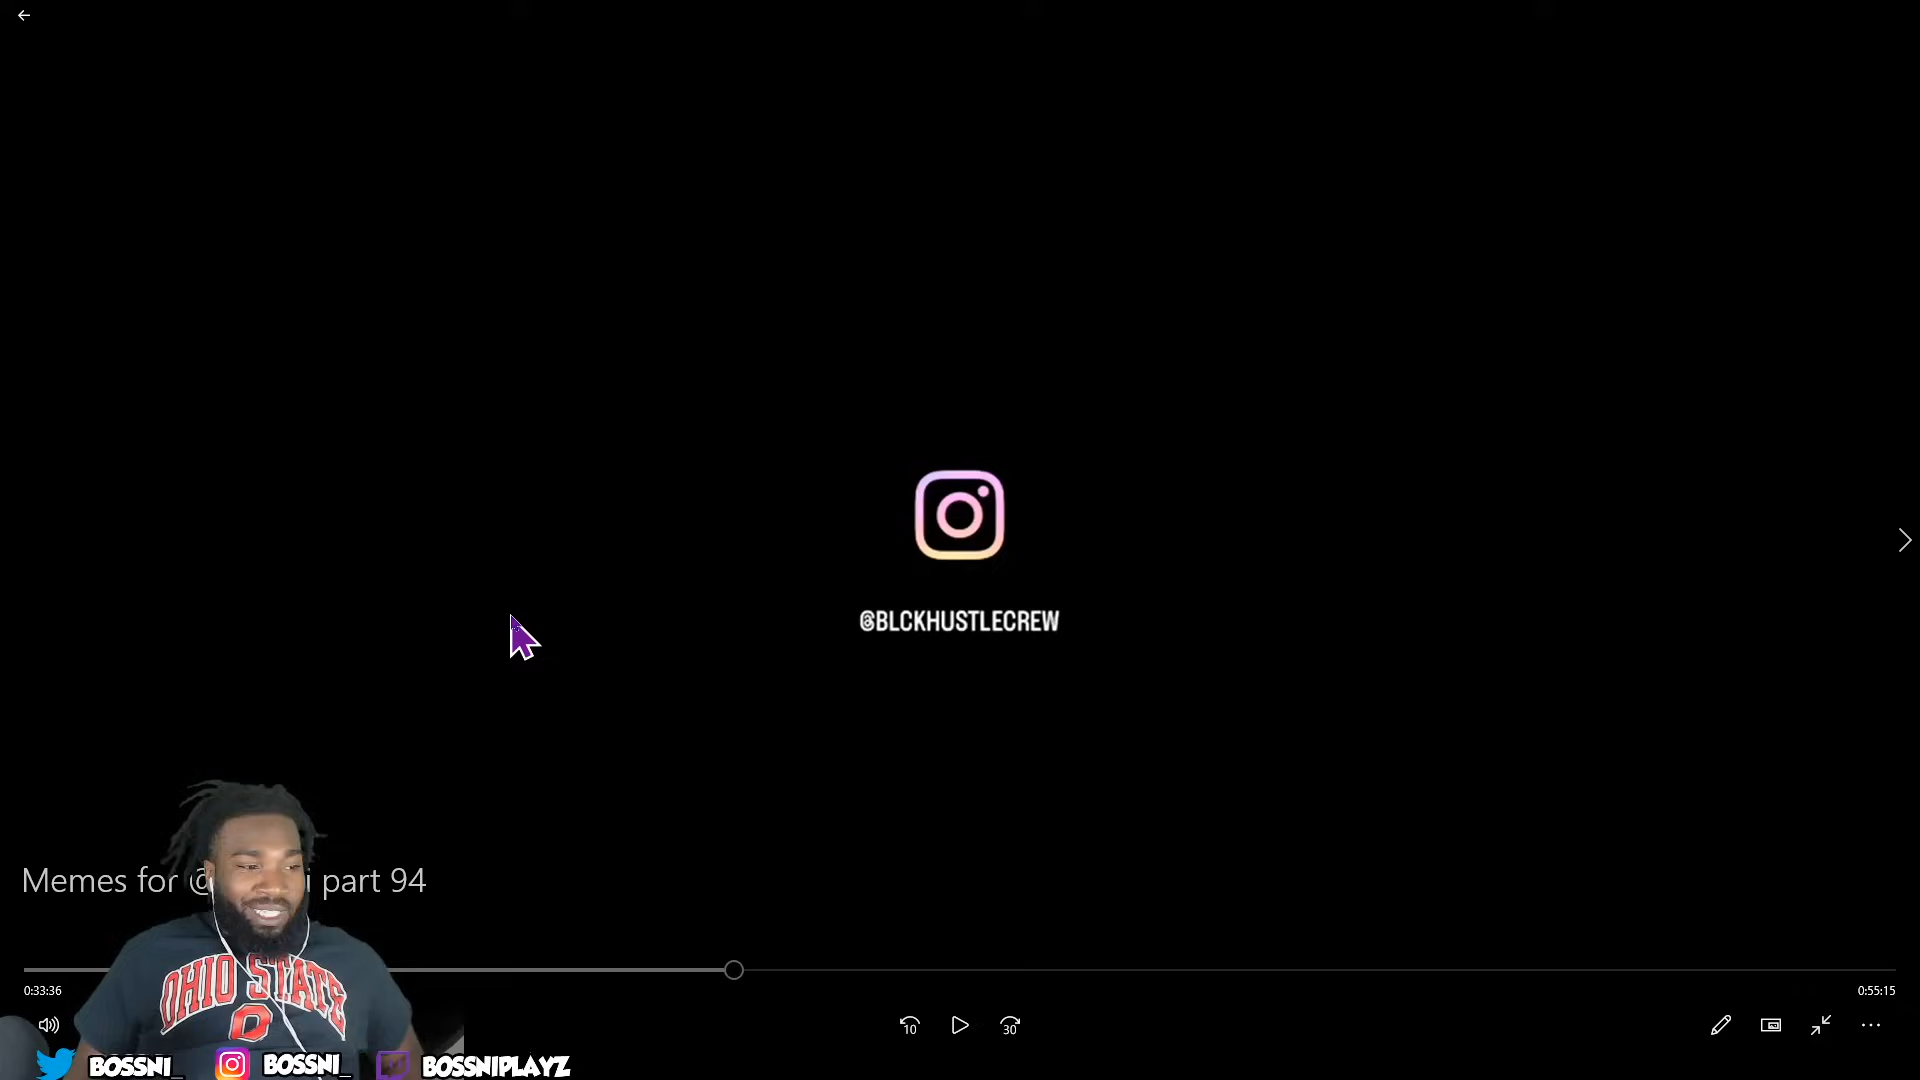 @BLCKHUSTLECREW
Memes for @ i part 94
OHIO STATE
O
0:33:36
0:55:15
10
30
BOSSNI_
BOSSNI_
BOSSNIPLAYZ